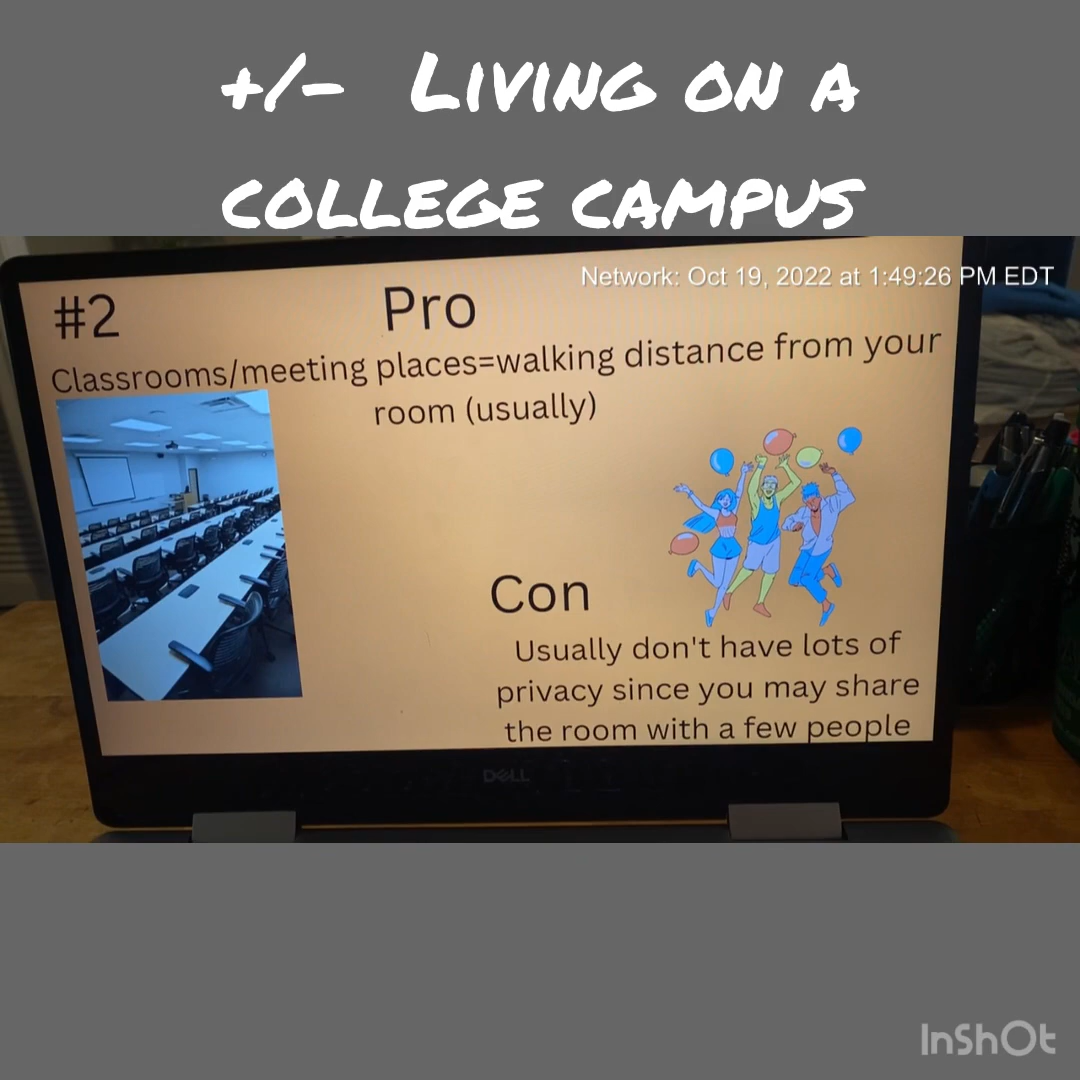 +/- Living on a
college campus
Network: Oct 19, 2022 at 1:49:26 PM EDT
#2
Pro
Classrooms/meeting places=walking distance from your
room (usually)
Con
Usually don't have lots of
privacy since you may share
the room with a few people
DELL
InShOt